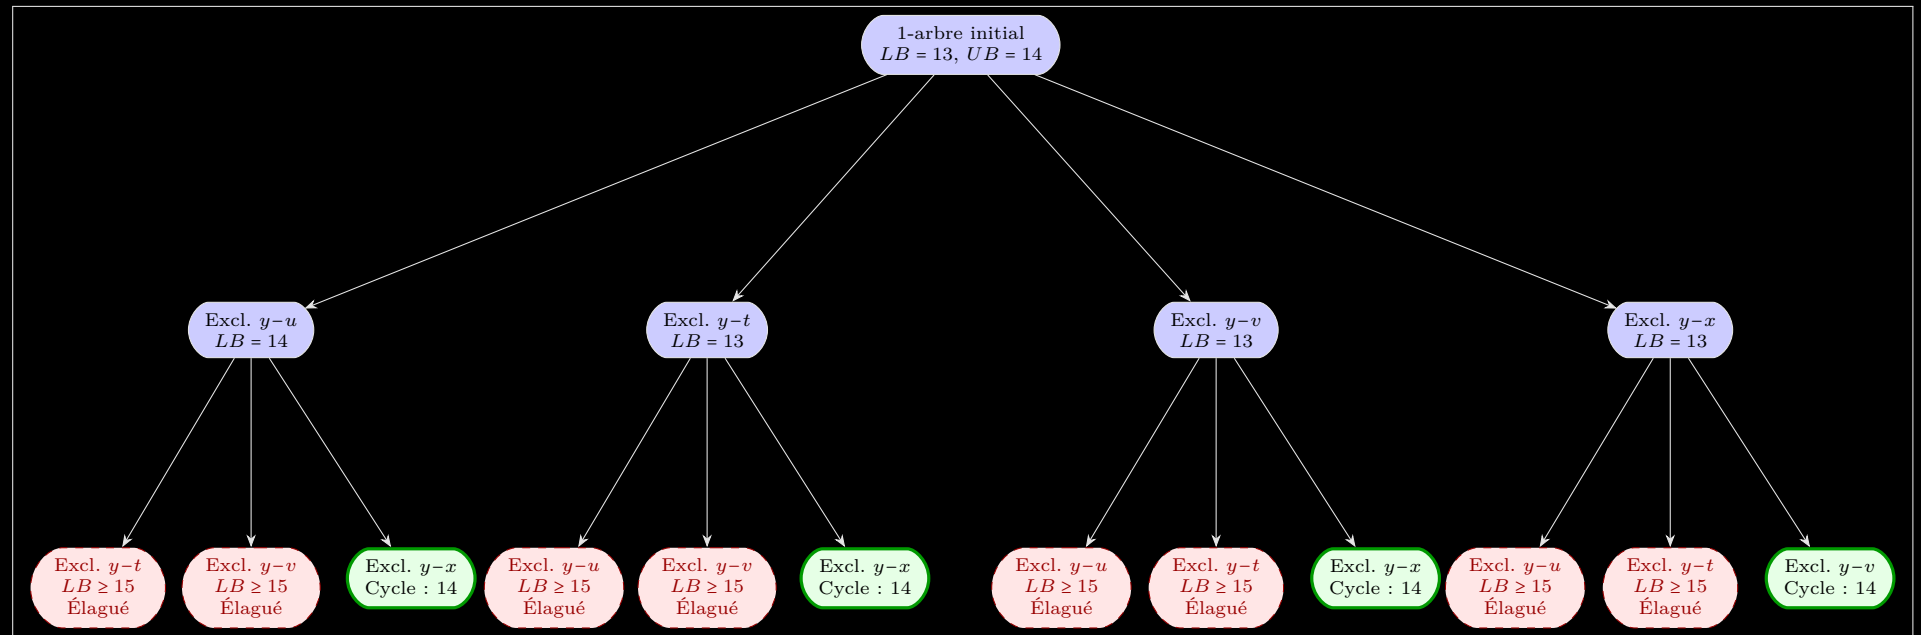 1-arbre initial
LB = 13, UB = 14
Excl. y–u
LB = 14
Excl. y–t
LB = 13
Excl. y–v
LB = 13
Excl. y–x
LB = 13
Excl. y–t
LB ≥ 15
Élagué
Excl. y–v
LB ≥ 15
Élagué
Excl. y–x
Cycle : 14
Excl. y–u
LB ≥ 15
Élagué
Excl. y–v
LB ≥ 15
Élagué
Excl. y–x
Cycle : 14
Excl. y–u
LB ≥ 15
Élagué
Excl. y–t
LB ≥ 15
Élagué
Excl. y–x
Cycle : 14
Excl. y–u
LB ≥ 15
Élagué
Excl. y–t
LB ≥ 15
Élagué
Excl. y–v
Cycle : 14